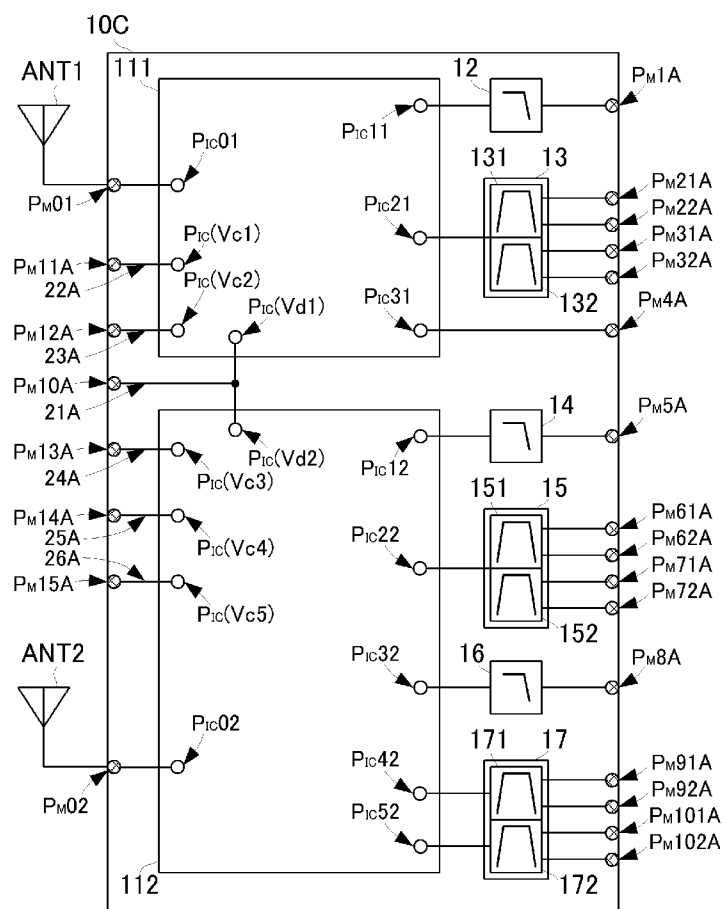 10C
ANT1
111
12
PM1A
PIC11
PIC01
PM01
131
13
PM21A
PM22A
PM31A
PM32A
PIC21
132
PM11A
22A
PIC(Vc1)
PIC(Vc2)
PIC31
PM12A
23A
PM4A
PIC(Vd1)
PM10A
21A
14
PM5A
PIC(Vd2)
PIC12
PM13A
24A
PIC(Vc3)
151
15
PM61A
PM62A
PM71A
PM72A
PM14A
25A
PIC(Vc4)
PIC22
26A
PM15A
PIC(Vc5)
152
ANT2
PIC32
16
PM8A
PIC02
PM02
PIC42
171
17
PM91A
PM92A
PM101A
PM102A
PIC52
112
172